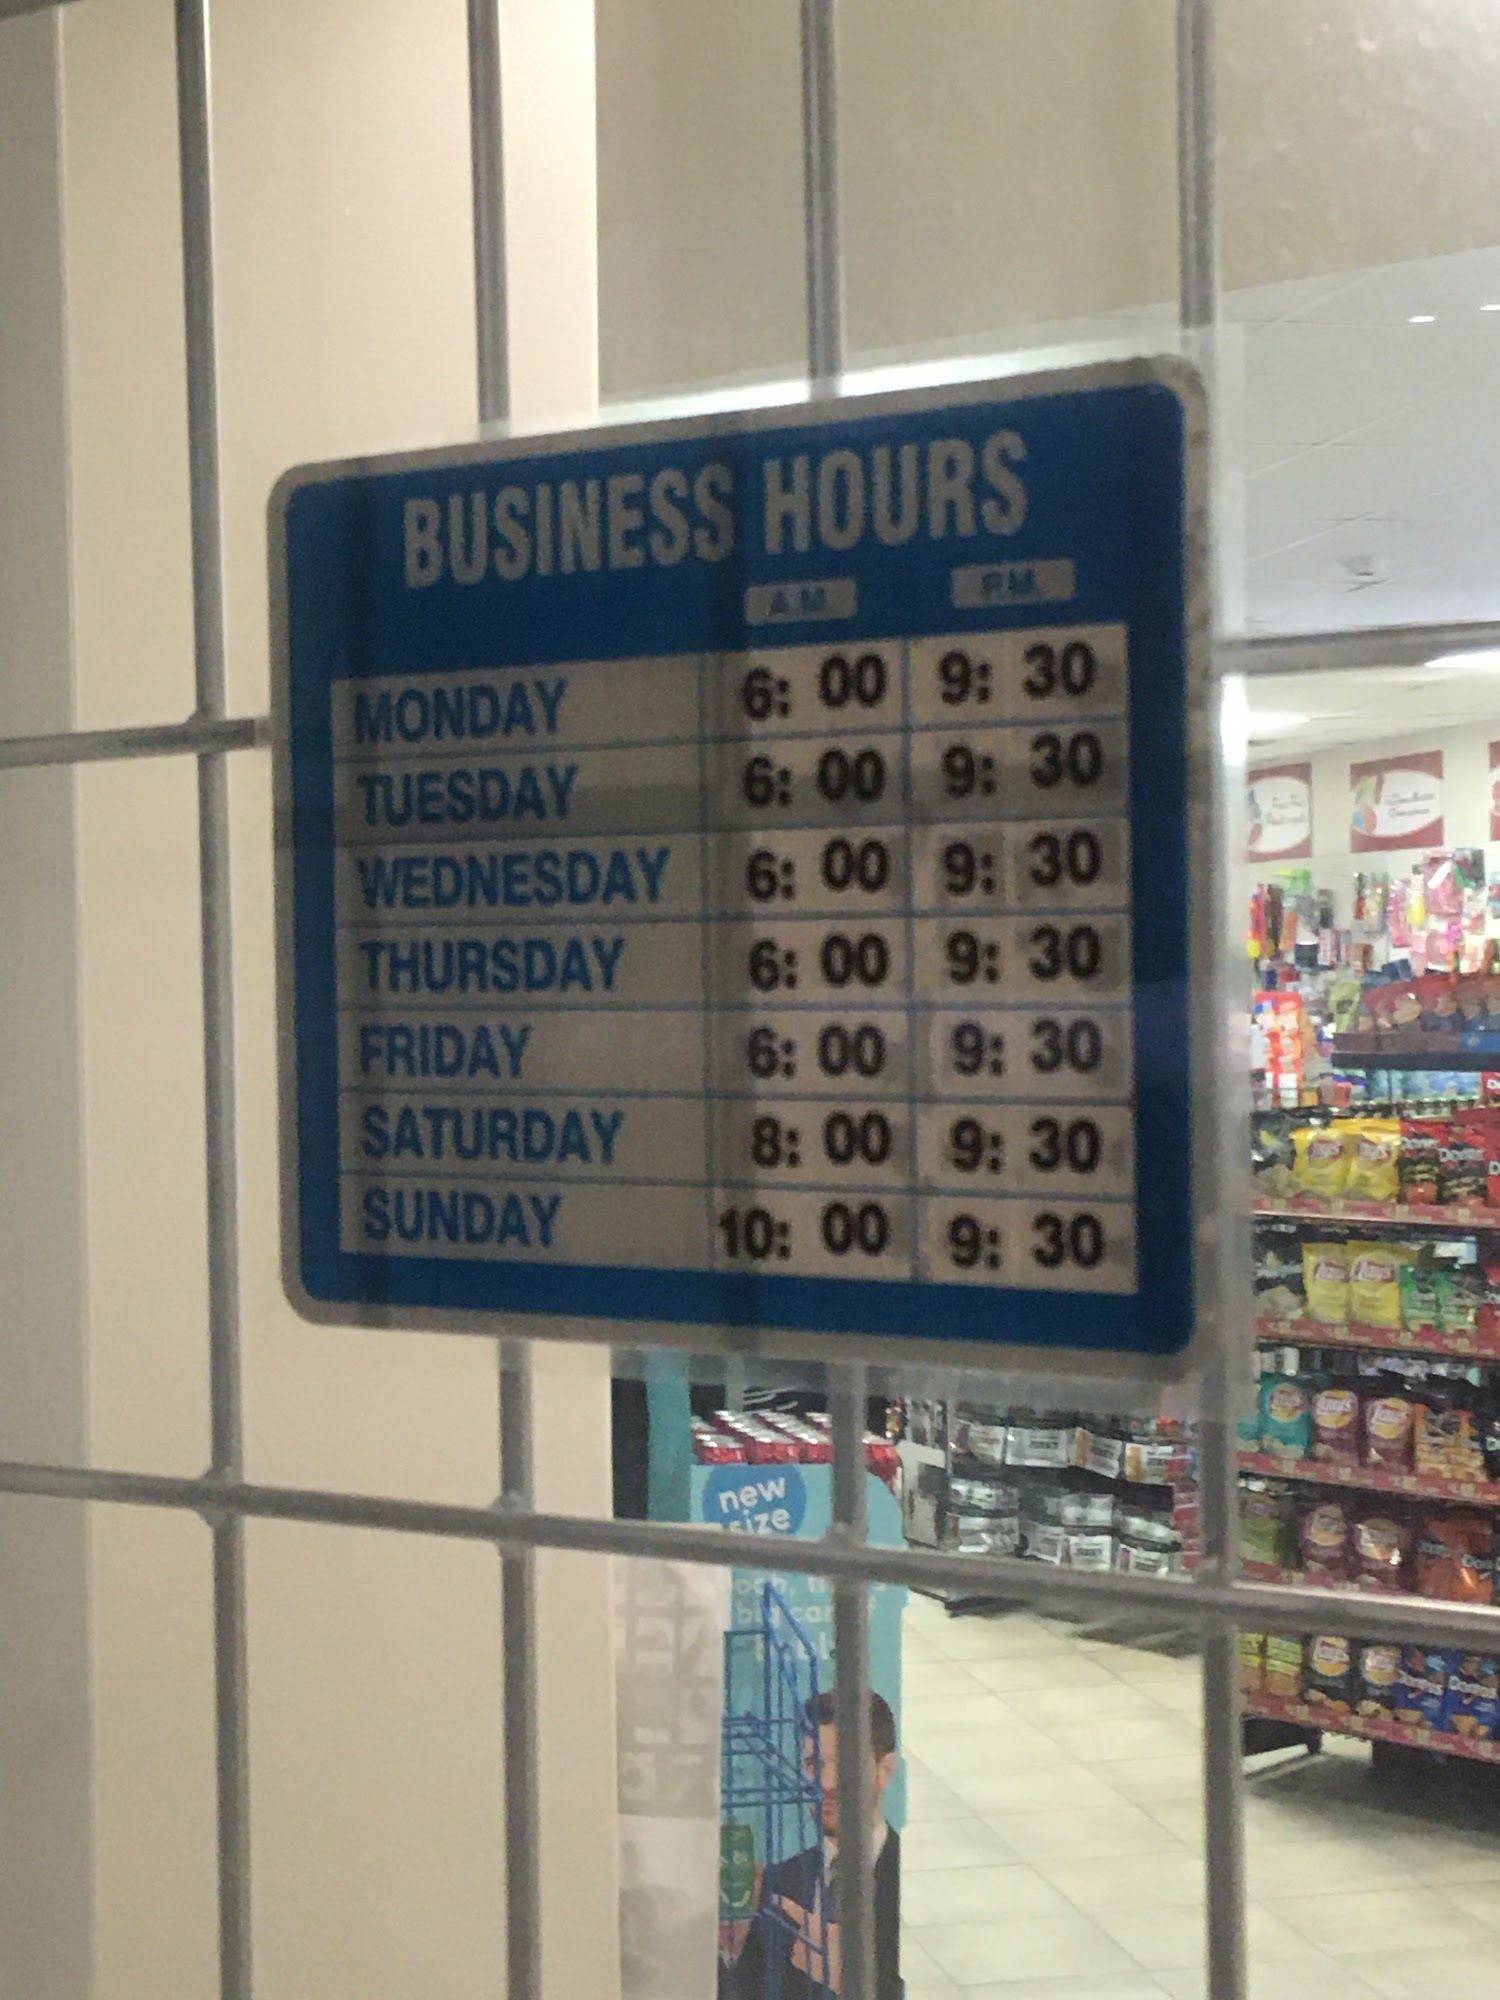 BUSINESS HOURS
A.M. P.M.
MONDAY 6: 00 9: 30
TUESDAY 6: 00 9: 30
WEDNESDAY 6: 00 9: 30
THURSDAY 6: 00 9: 30
FRIDAY 6: 00 9: 30
SATURDAY 8: 00 9: 30
SUNDAY 10: 00 9: 30
new
size
Lay's
Doritos